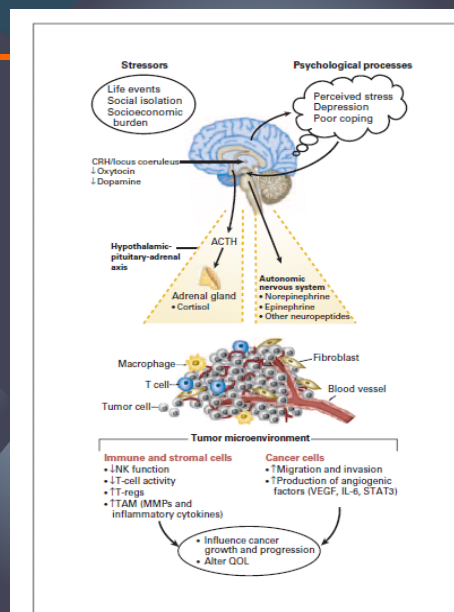 Stressors
Life events
Social isolation
Socioeconomic
burden
Psychological processes
Perceived stress
Depression
Poor coping
CRH/locus coeruleus
↓Oxytocin
↓Dopamine
Hypothalamic-
pituitary-adrenal
axis
ACTH
Adrenal gland
• Cortisol
Autonomic
nervous system
• Norepinephrine
• Epinephrine
• Other neuropeptides
Macrophage
T cell
Tumor cell
Fibroblast
Blood vessel
Tumor microenvironment
Immune and stromal cells
• ↓NK function
• ↓T-cell activity
• ↑T-regs
• ↑TAM (MMPs and
inflammatory cytokines)
Cancer cells
• ↑Migration and invasion
• ↑Production of angiogenic
factors (VEGF, IL-6, STAT3)
• Influence cancer
growth and progression
• Alter QOL